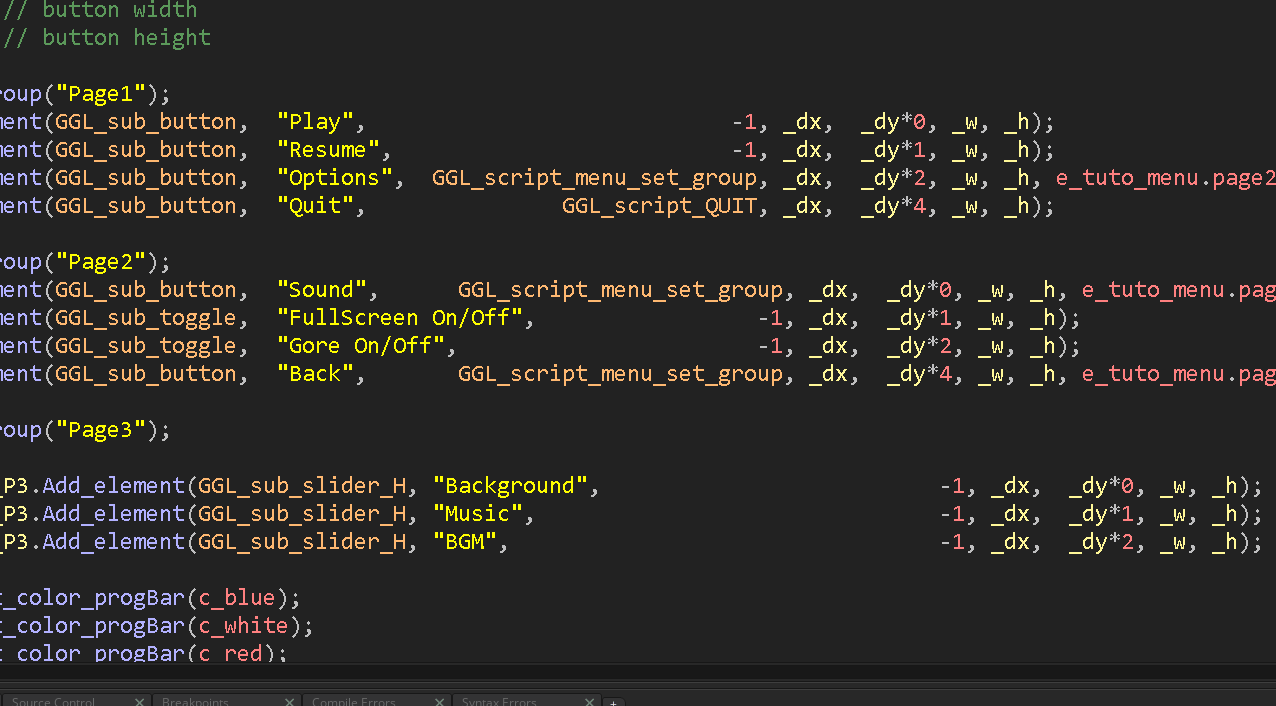 // button width
// button height
roup("Page1");
ment(GGL_sub_button, "Play", -1, _dx, _dy*0, _w, _h);
ment(GGL_sub_button, "Resume", -1, _dx, _dy*1, _w, _h);
ment(GGL_sub_button, "Options", GGL_script_menu_set_group, _dx, _dy*2, _w, _h, e_tuto_menu.page2
ment(GGL_sub_button, "Quit", GGL_script_QUIT, _dx, _dy*4, _w, _h);
roup("Page2");
ment(GGL_sub_button, "Sound", GGL_script_menu_set_group, _dx, _dy*0, _w, _h, e_tuto_menu.pag
ment(GGL_sub_toggle, "FullScreen On/Off", -1, _dx, _dy*1, _w, _h);
ment(GGL_sub_toggle, "Gore On/Off", -1, _dx, _dy*2, _w, _h);
ment(GGL_sub_button, "Back", GGL_script_menu_set_group, _dx, _dy*4, _w, _h, e_tuto_menu.pag
roup("Page3");
_P3.Add_element(GGL_sub_slider_H, "Background", -1, _dx, _dy*0, _w, _h);
_P3.Add_element(GGL_sub_slider_H, "Music", -1, _dx, _dy*1, _w, _h);
_P3.Add_element(GGL_sub_slider_H, "BGM", -1, _dx, _dy*2, _w, _h);
t_color_progBar(c_blue);
t_color_progBar(c_white);
t_color_progBar(c_red);
Source Control Breakpoints Compile Errors Syntax Errors +